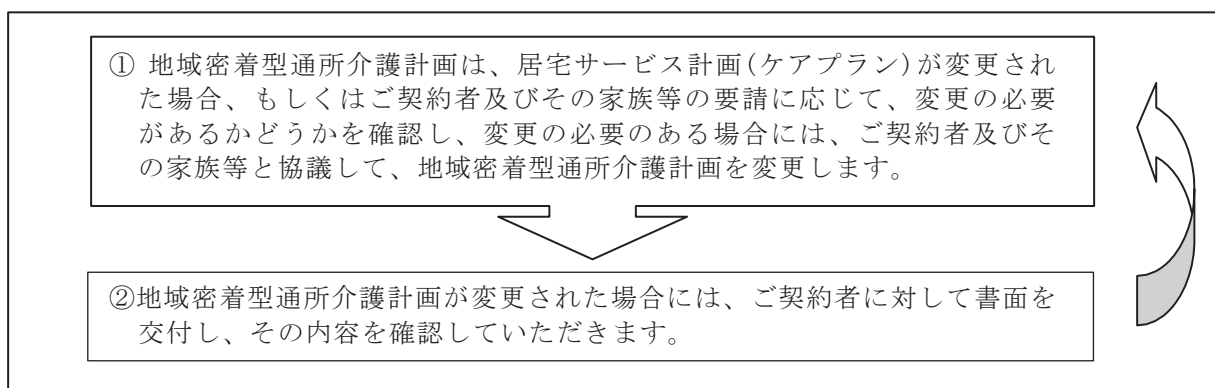 ① 地域密着型通所介護計画は、居宅サービス計画(ケアプラン)が変更され
た場合、もしくはご契約者及びその家族等の要請に応じて、変更の必要
があるかどうかを確認し、変更の必要のある場合には、ご契約者及びそ
の家族等と協議して、地域密着型通所介護計画を変更します。
②地域密着型通所介護計画が変更された場合には、ご契約者に対して書面を
交付し、その内容を確認していただきます。